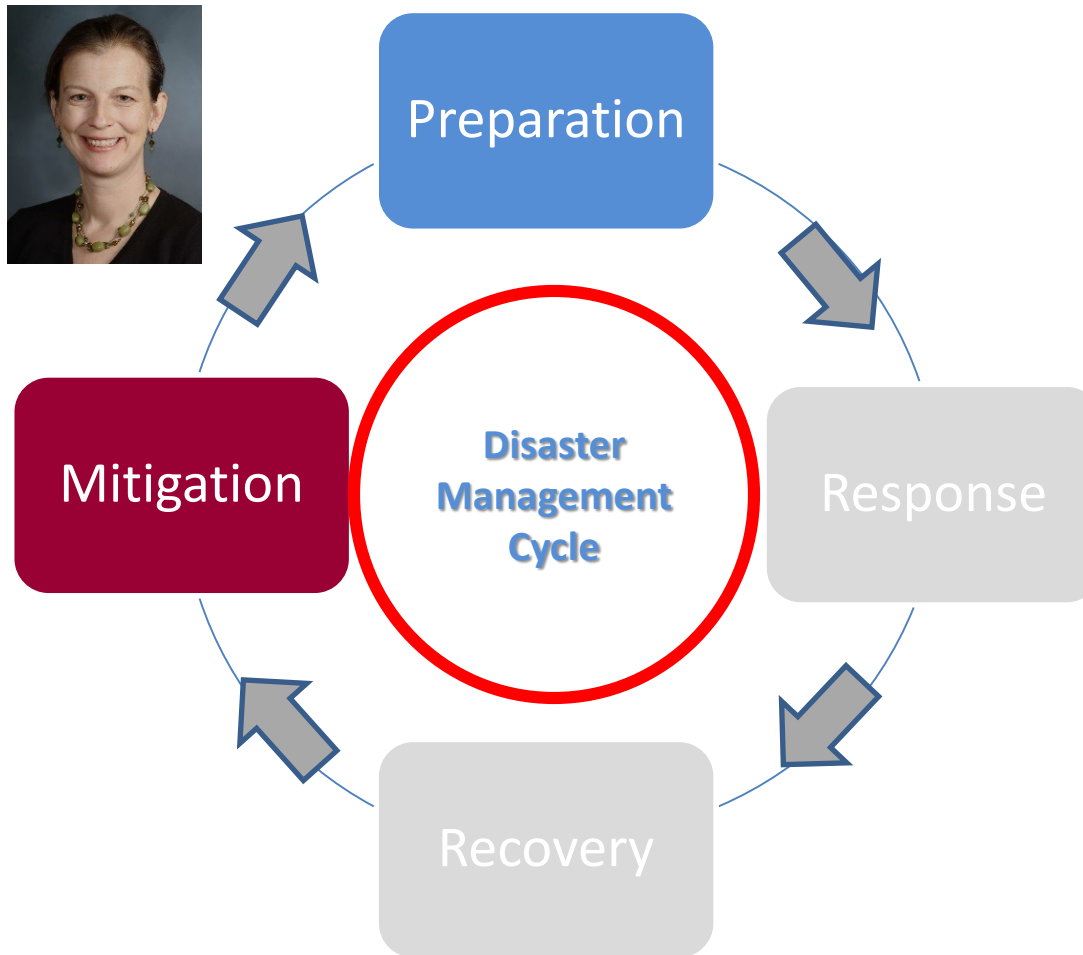 Preparation
Mitigation
Disaster
Management
Cycle
Response
Recovery